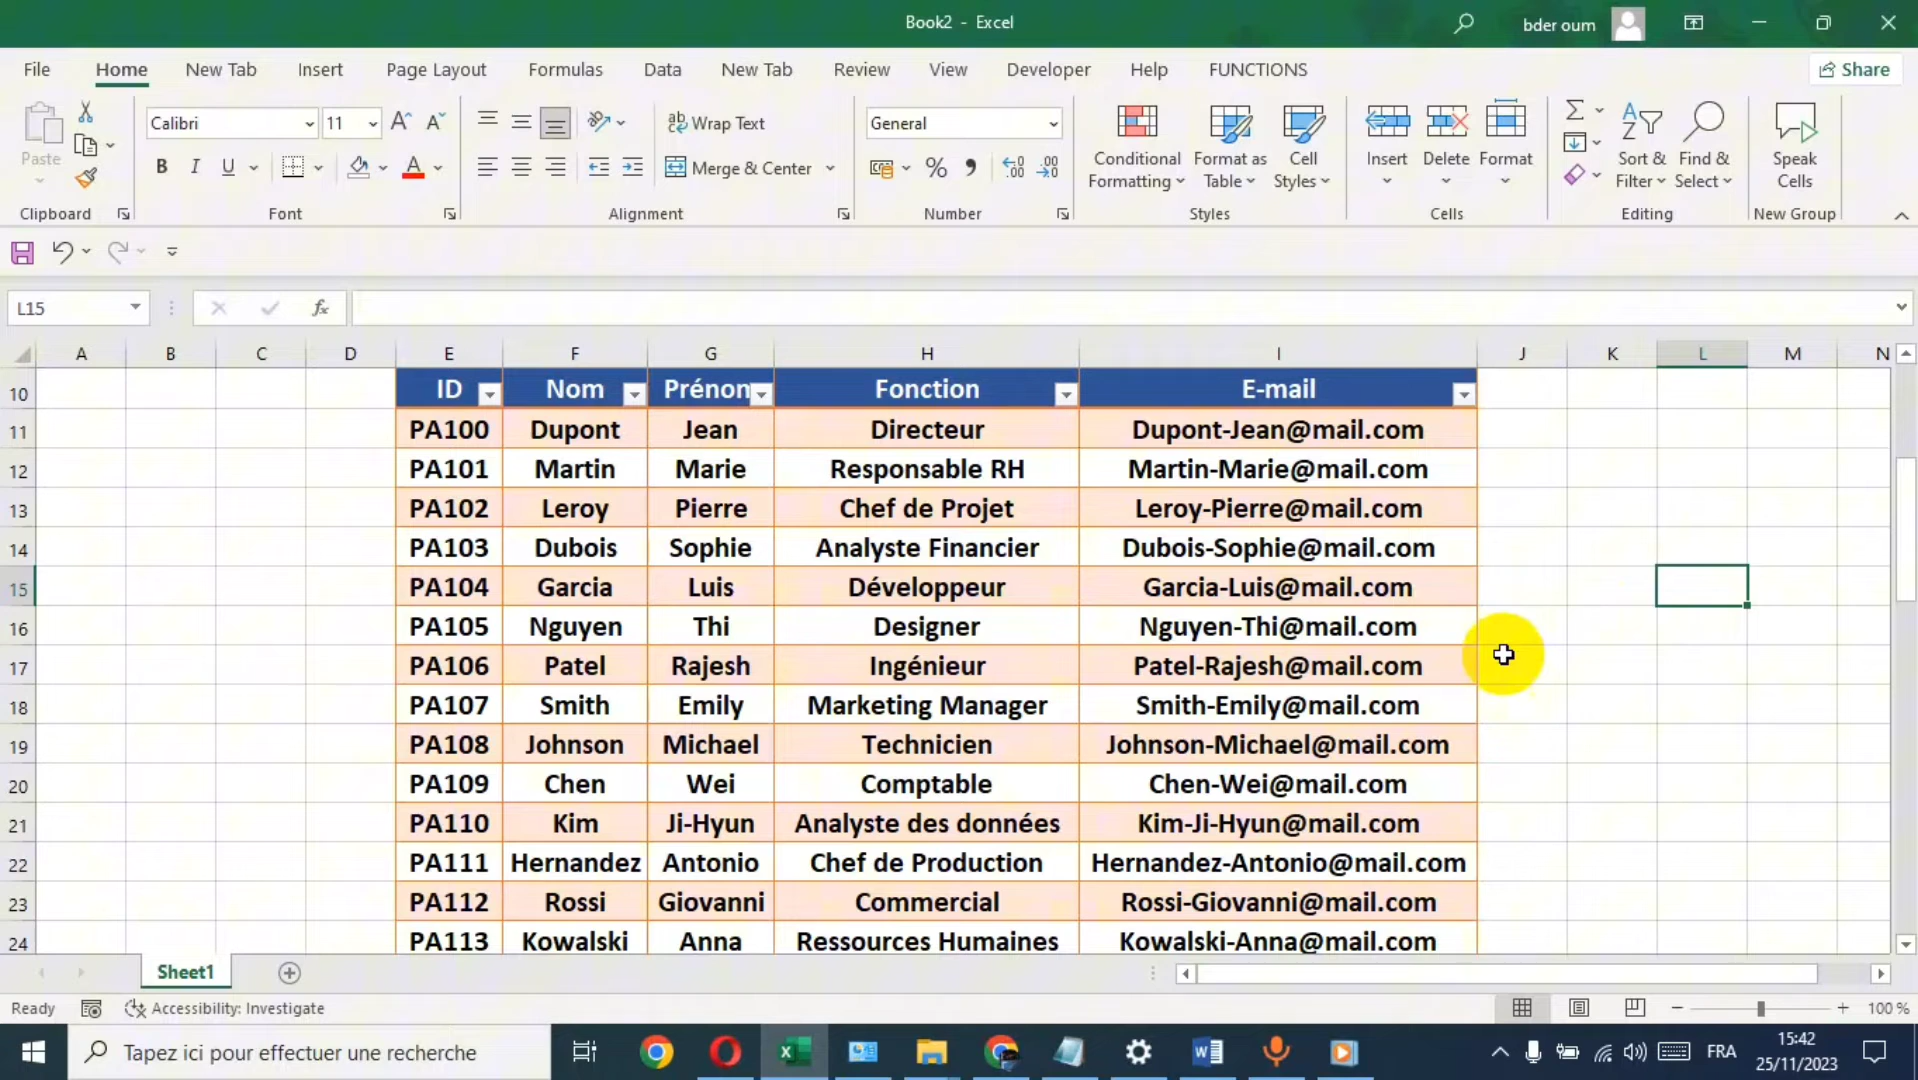 Book2 - Excel
bder oum
File Home New Tab Insert Page Layout Formulas Data New Tab Review View Developer Help FUNCTIONS Share
Paste
Clipboard
Calibri 11
B I U A
Font
Wrap Text
Merge & Center
Alignment
General
%
Number
Conditional Formatting
Format as Table
Cell Styles
Styles
Insert Delete Format
Cells
Sort & Filter
Find & Select
Editing
Speak Cells
New Group
L15
fx
A B C D E F G H I J K L M N
10 ID Nom Prénom Fonction E-mail
11 PA100 Dupont Jean Directeur Dupont-Jean@mail.com
12 PA101 Martin Marie Responsable RH Martin-Marie@mail.com
13 PA102 Leroy Pierre Chef de Projet Leroy-Pierre@mail.com
14 PA103 Dubois Sophie Analyste Financier Dubois-Sophie@mail.com
15 PA104 Garcia Luis Développeur Garcia-Luis@mail.com
16 PA105 Nguyen Thi Designer Nguyen-Thi@mail.com
17 PA106 Patel Rajesh Ingénieur Patel-Rajesh@mail.com
18 PA107 Smith Emily Marketing Manager Smith-Emily@mail.com
19 PA108 Johnson Michael Technicien Johnson-Michael@mail.com
20 PA109 Chen Wei Comptable Chen-Wei@mail.com
21 PA110 Kim Ji-Hyun Analyste des données Kim-Ji-Hyun@mail.com
22 PA111 Hernandez Antonio Chef de Production Hernandez-Antonio@mail.com
23 PA112 Rossi Giovanni Commercial Rossi-Giovanni@mail.com
24 PA113 Kowalski Anna Ressources Humaines Kowalski-Anna@mail.com
Sheet1
Ready Accessibility: Investigate 100 %
Tapez ici pour effectuer une recherche
FRA
15:42
25/11/2023